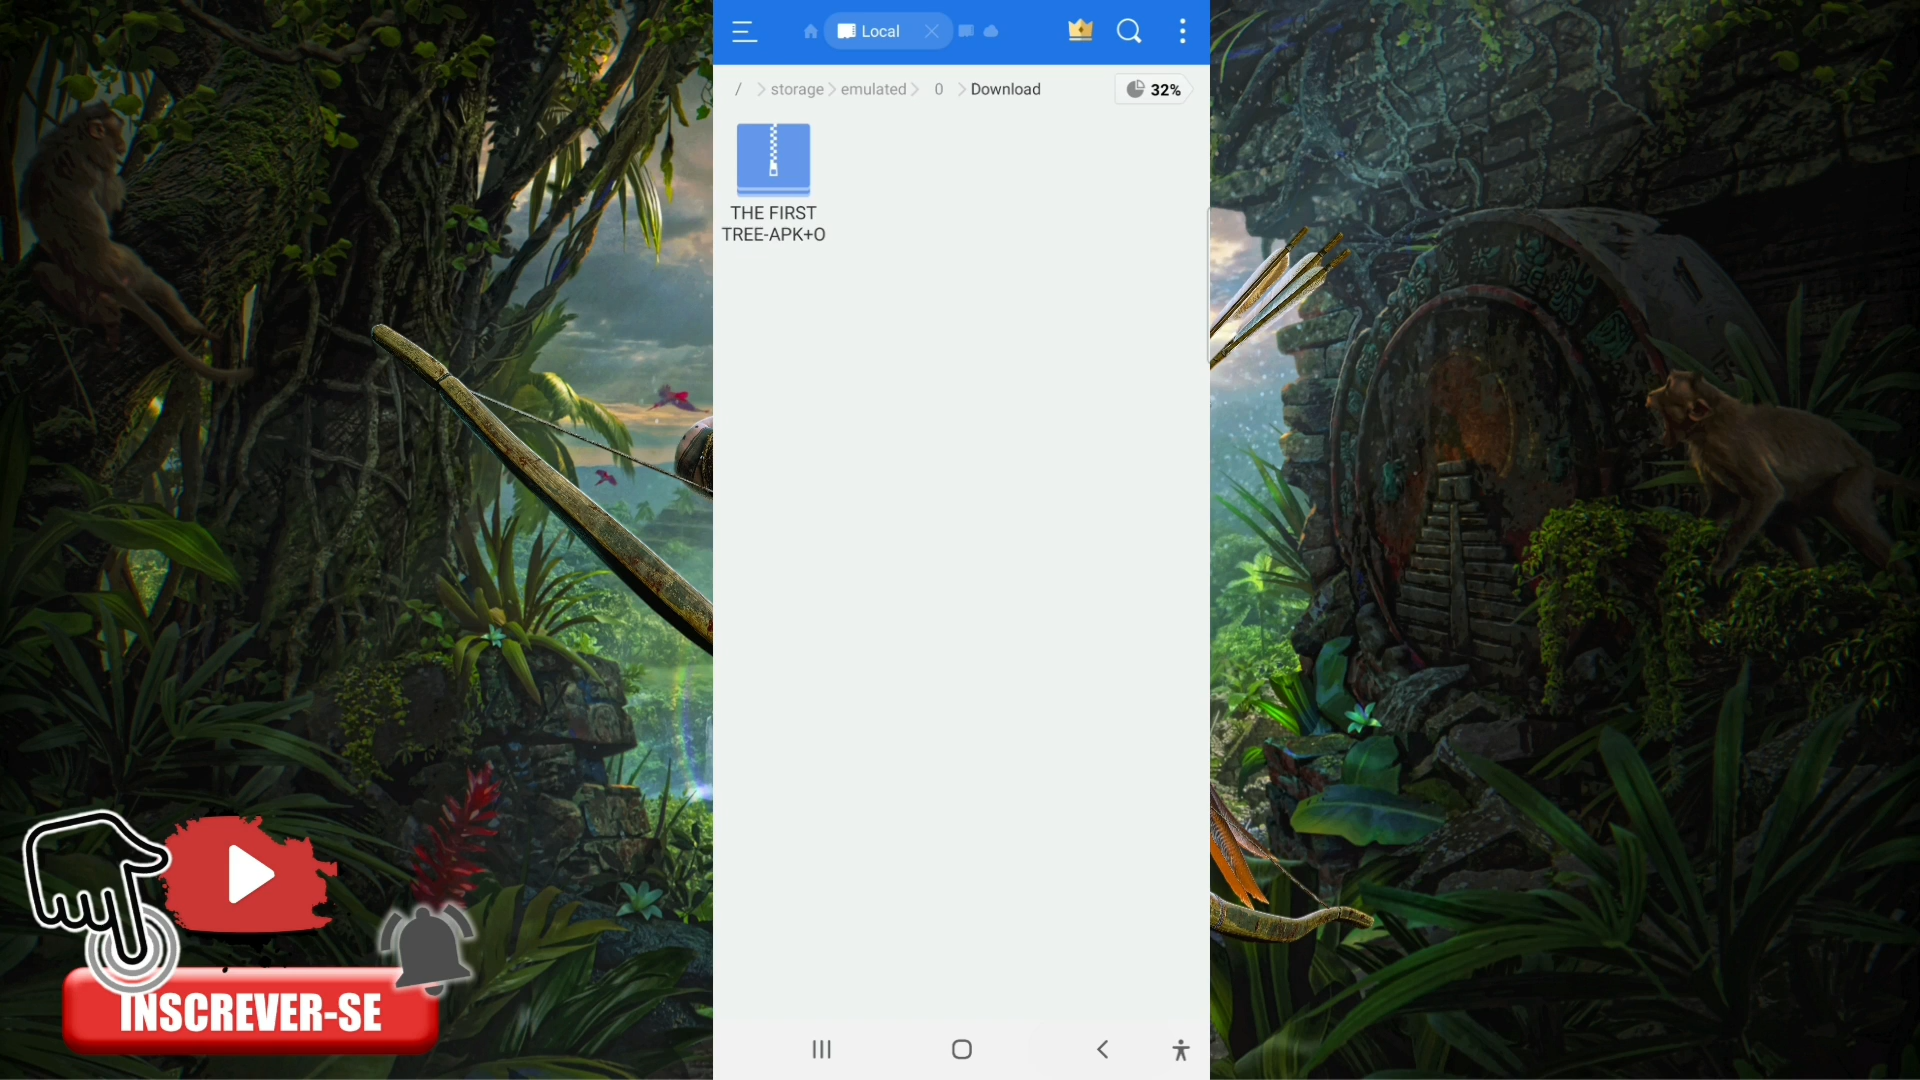 Local
/ storage emulated 0 Download 32%
THE FIRST
TREE-APK+O
INSCREVER-SE